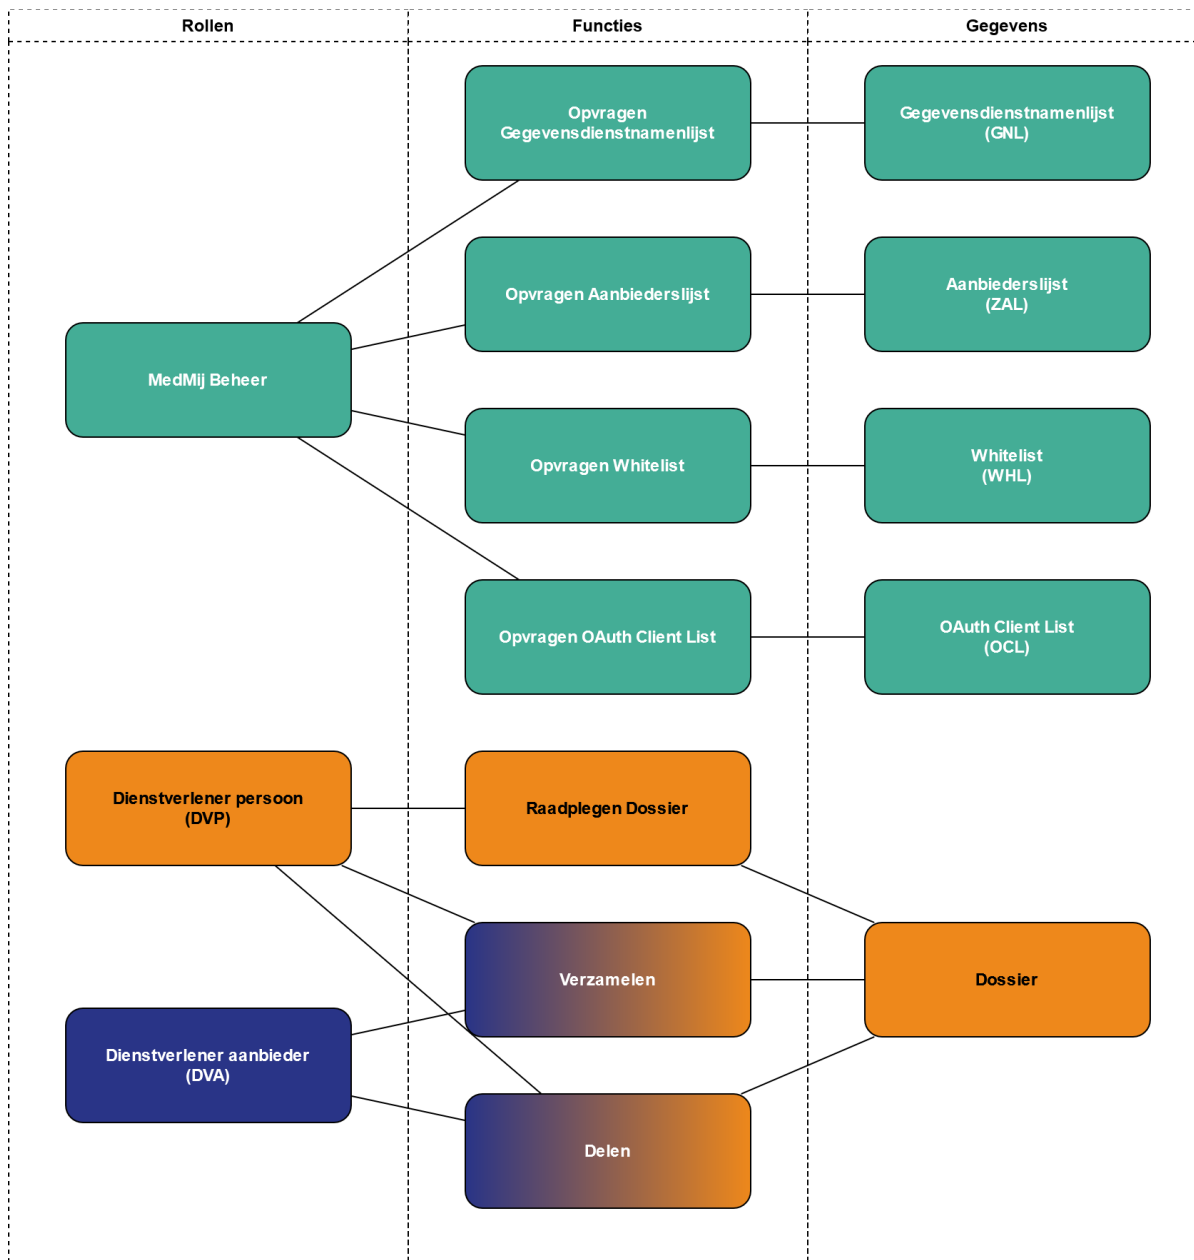 Rollen
Functies
Gegevens
Opvragen
Gegevensdienstnamenlijst
Gegevensdienstnamenlijst
(GNL)
Opvragen Aanbiederslijst
Aanbiederslijst
(ZAL)
MedMij Beheer
Opvragen Whitelist
Whitelist
(WHL)
Opvragen OAuth Client List
OAuth Client List
(OCL)
Dienstverlener persoon
(DVP)
Raadplegen Dossier
Verzamelen
Dossier
Dienstverlener aanbieder
(DVA)
Delen